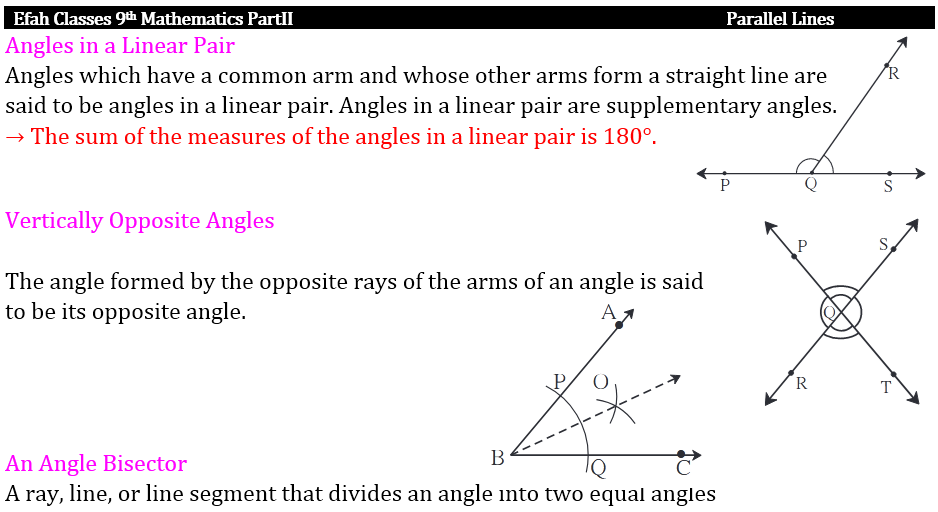 Efah Classes 9th Mathematics PartII Parallel Lines
Angles in a Linear Pair
Angles which have a common arm and whose other arms form a straight line are
said to be angles in a linear pair. Angles in a linear pair are supplementary angles.
→ The sum of the measures of the angles in a linear pair is 180°.
R
P Q S
Vertically Opposite Angles
The angle formed by the opposite rays of the arms of an angle is said
to be its opposite angle.
P S
Q
R T
A
P O
B Q C
An Angle Bisector
A ray, line, or line segment that divides an angle into two equal angles